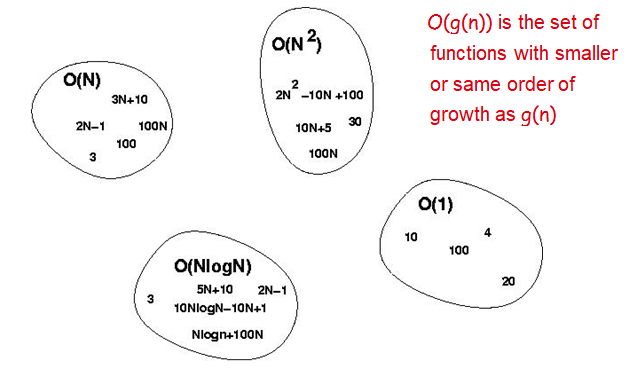 O(g(n)) is the set of
functions with smaller
or same order of
growth as g(n)
O(N)
3N+10
2N–1 100N
100
3
O(N²)
2N² –10N +100
10N+5 30
100N
O(1)
10 4
100
20
O(NlogN)
5N+10 2N–1
3
10NlogN–10N+1
Nlogn+100N